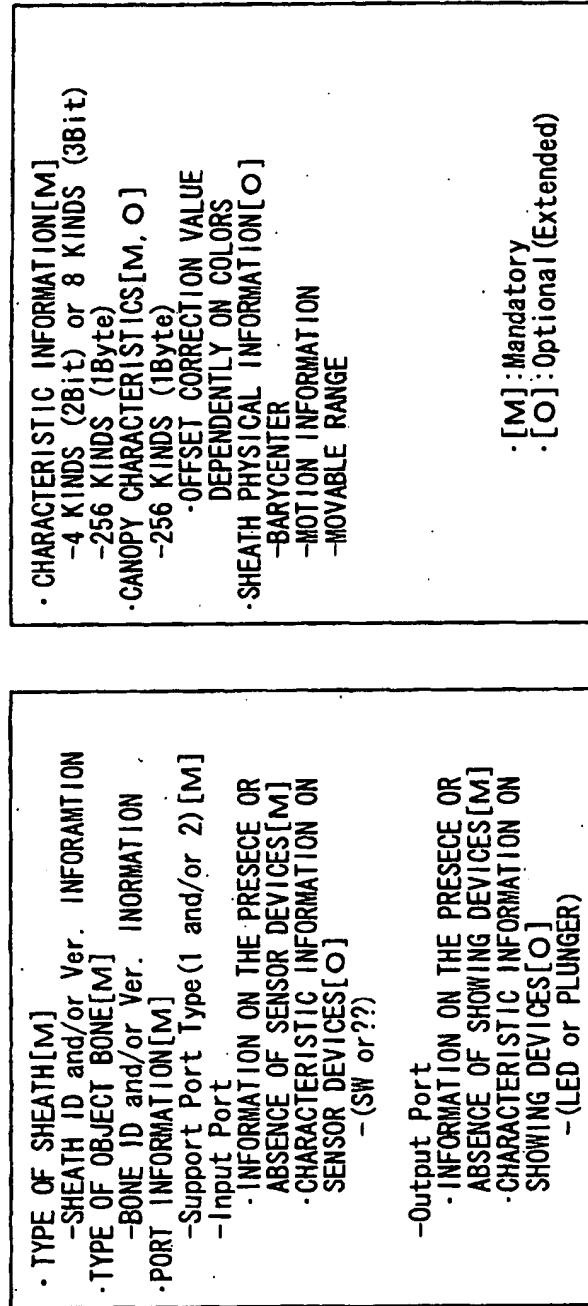 · TYPE OF SHEATH[M]
-SHEATH ID and/or Ver. INFORAMTION
·TYPE OF OBJECT BONE[M]
-BONE ID and/or Ver. INORMATION
·PORT INFORMATION[M]
-Support Port Type(1 and/or 2)[M]
-Input Port
·INFORMATION ON THE PRESECE OR
ABSENCE OF SENSOR DEVICES[M]
·CHARACTERISTIC INFORMATION ON
SENSOR DEVICES[O]
-(SW or??)
-Output Port
·INFORMATION ON THE PRESECE OR
ABSENCE OF SHOWING DEVICES[M]
·CHARACTERISTIC INFORMATION ON
SHOWING DEVICES[O]
-(LED or PLUNGER)
· CHARACTERISTIC INFORMATION[M]
-4 KINDS (2Bit) or 8 KINDS (3Bit)
-256 KINDS (1Byte)
·CANOPY CHARACTERISTICS[M, O]
-256 KINDS (1Byte)
·OFFSET CORRECTION VALUE
DEPENDENTLY ON COLORS
·SHEATH PHYSICAL INFORMATION[O]
-BARYCENTER
-MOTION INFORMATION
-MOVABLE RANGE
·[M]:Mandatory
·[O]:Optional(Extended)